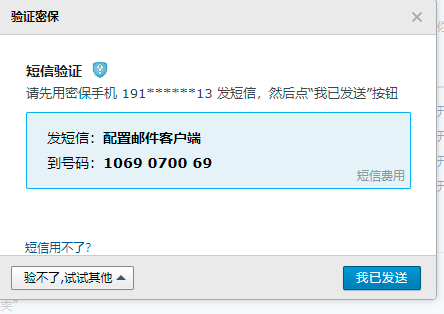 验证密保
短信验证
请先用密保手机 191******13 发短信，然后点“我已发送”按钮
发短信：配置邮件客户端
到号码：1069 0700 69
短信费用
短信用不了？
验不了,试试其他
我已发送